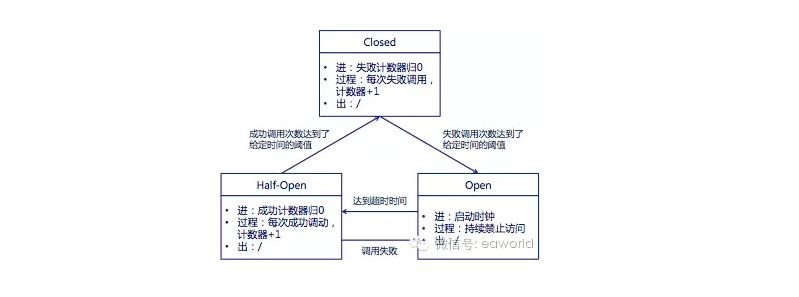 Closed
• 进：失败计数器归0
• 过程：每次失败调用，
计数器+1
• 出：/
成功调用次数达到了
给定时间的阈值
失败调用次数达到了
给定时间的阈值
Half-Open
• 进：成功计数器归0
• 过程：每次成功调动，
计数器+1
• 出：/
达到超时时间
调用失败
Open
• 进：启动时钟
• 过程：持续禁止访问
• 出：/
微信号: eaworld